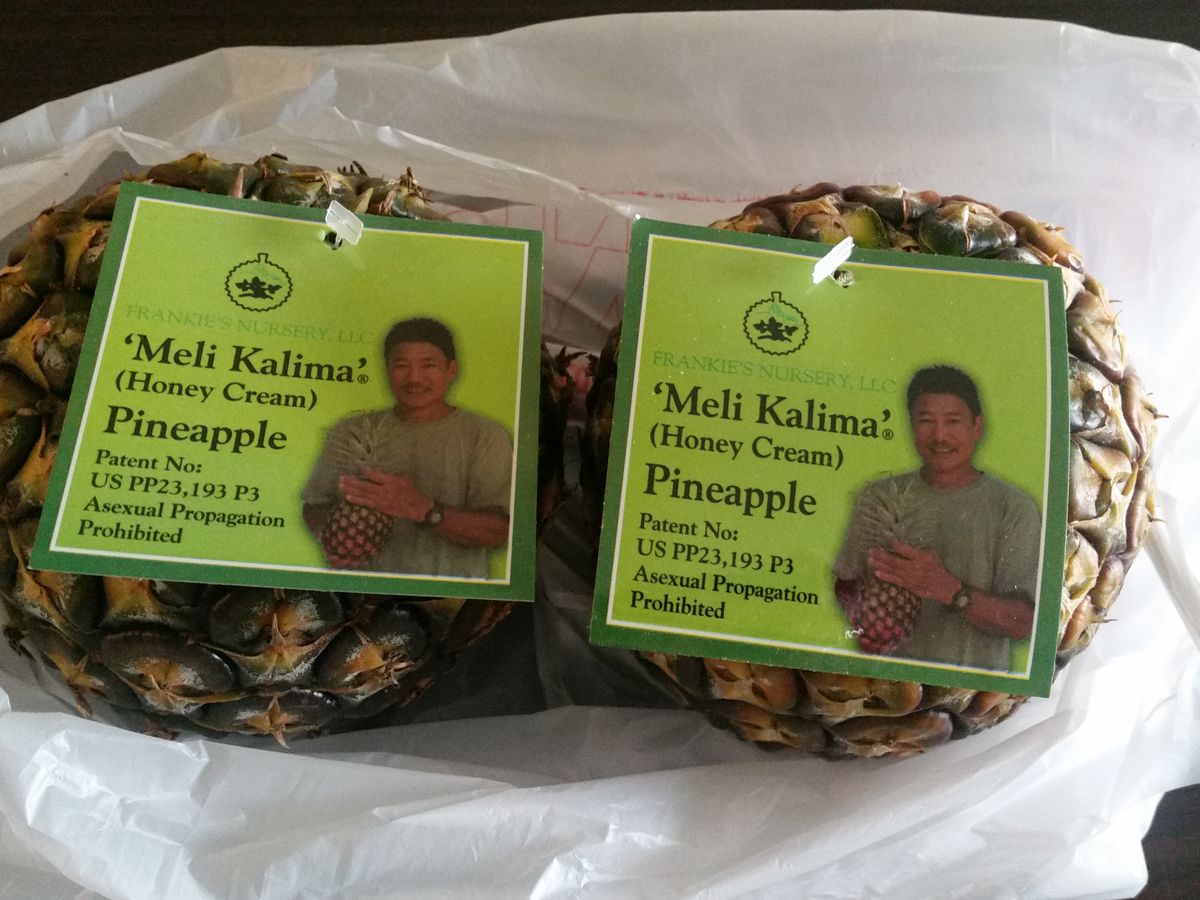 FRANKIE'S NURSERY, LLC
‘Meli Kalima’®
(Honey Cream)
Pineapple
Patent No:
US PP23,193 P3
Asexual Propagation
Prohibited
FRANKIE'S NURSERY, LLC
‘Meli Kalima’®
(Honey Cream)
Pineapple
Patent No:
US PP23,193 P3
Asexual Propagation
Prohibited